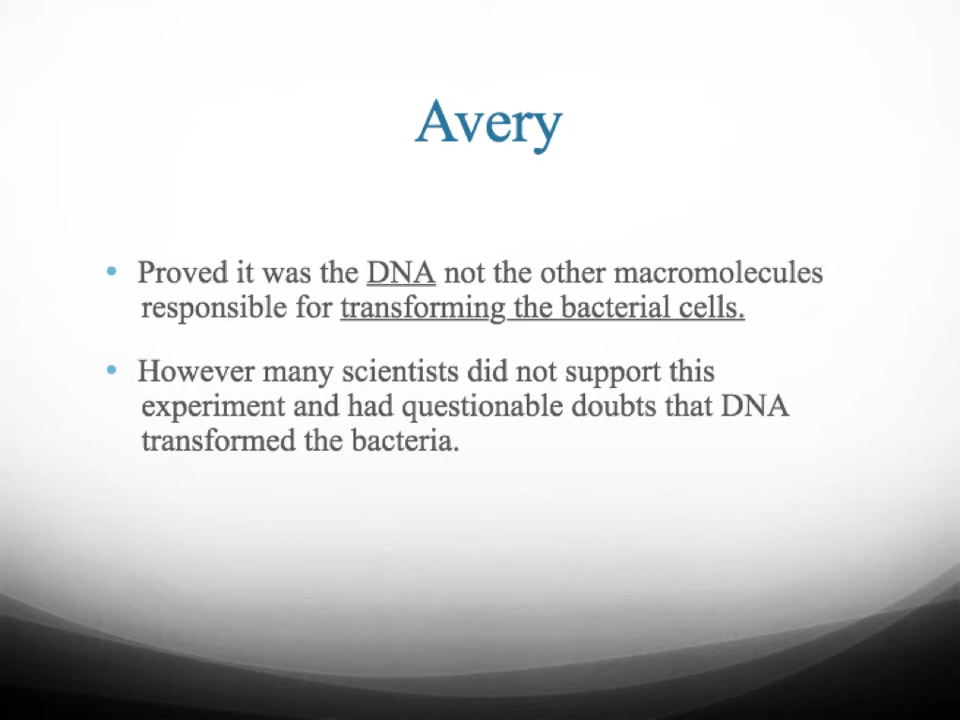 Avery
• Proved it was the DNA not the other macromolecules
responsible for transforming the bacterial cells.
• However many scientists did not support this
experiment and had questionable doubts that DNA
transformed the bacteria.